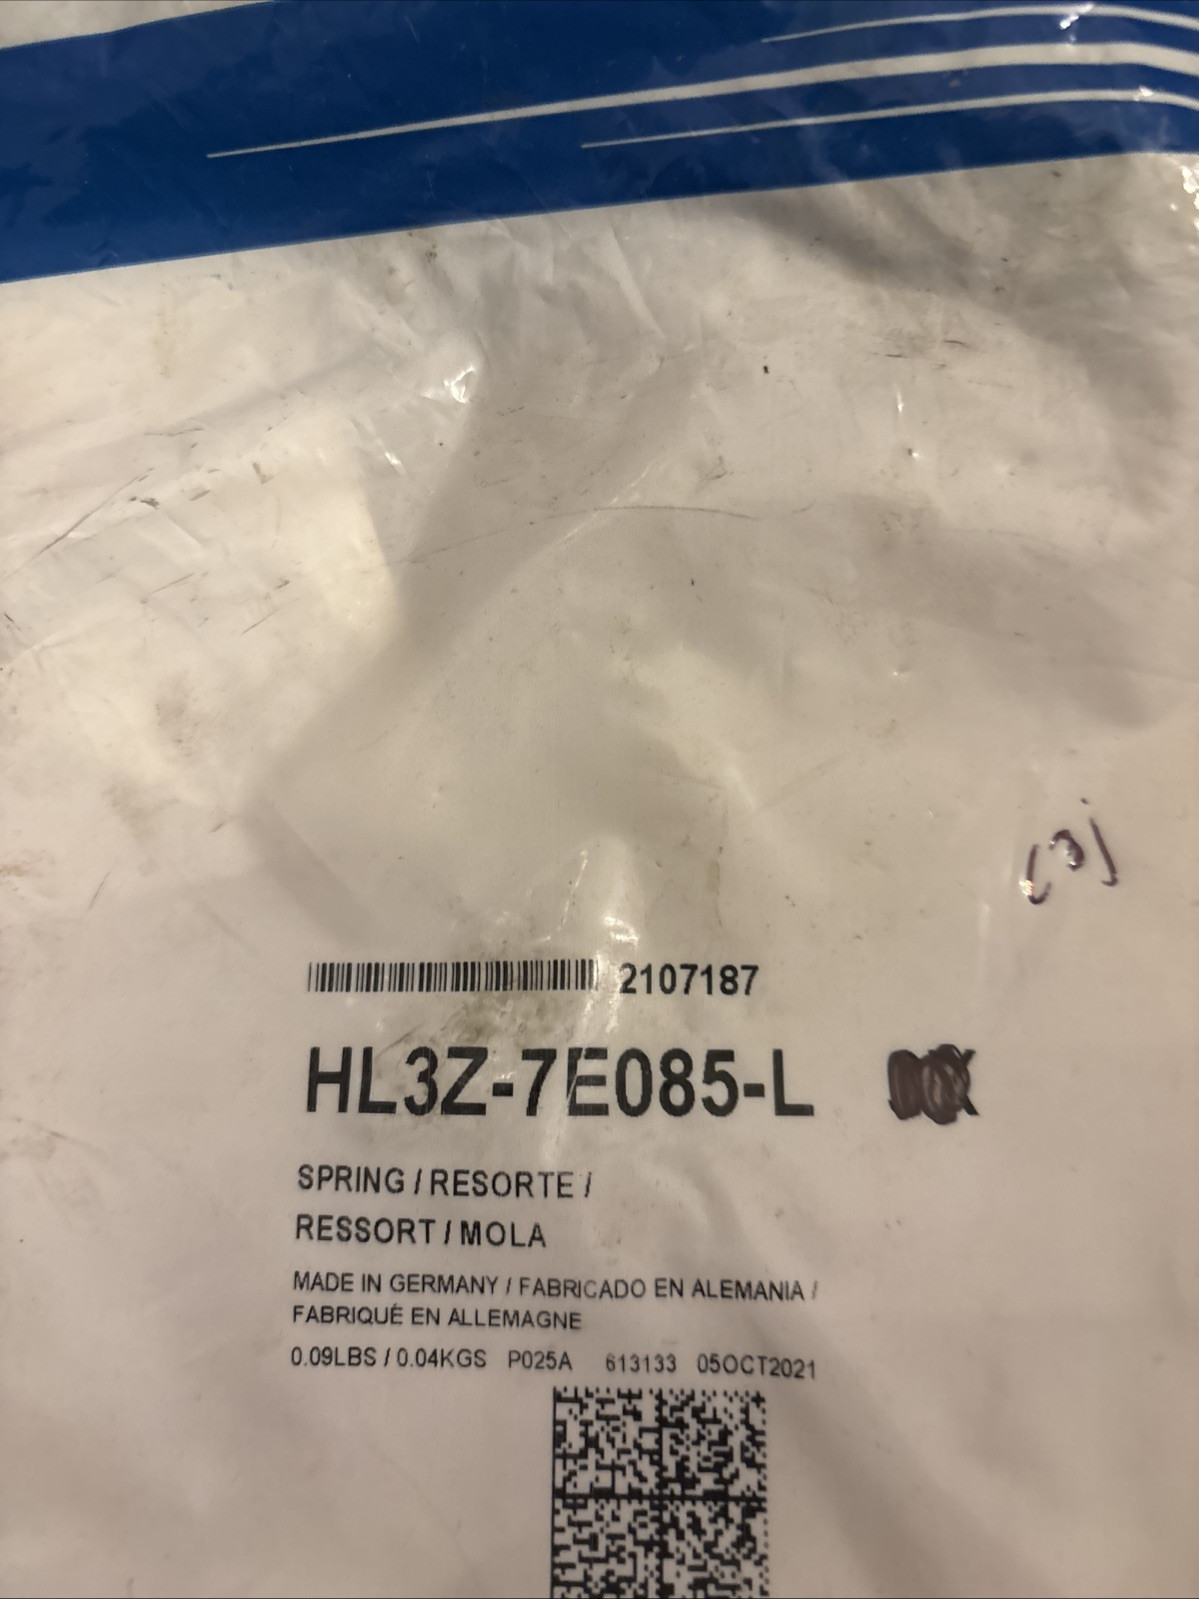 (3)
2107187
HL3Z-7E085-L
SPRING / RESORTE /
RESSORT / MOLA
MADE IN GERMANY / FABRICADO EN ALEMANIA /
FABRIQUÉ EN ALLEMAGNE
0.09LBS / 0.04KGS P025A 613133 05OCT2021